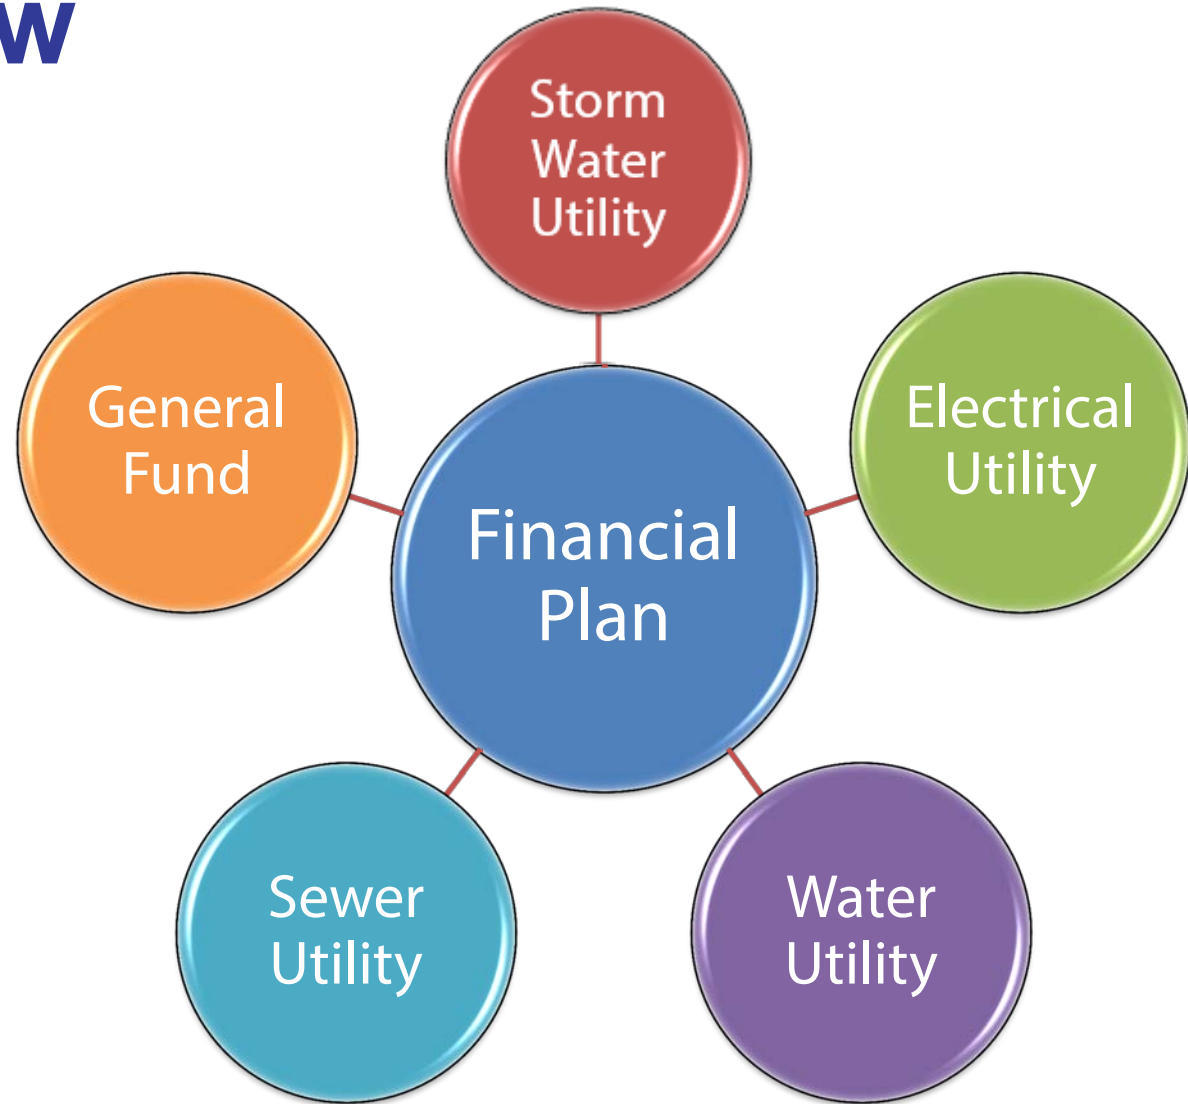 w
Storm
Water
Utility
General
Fund
Electrical
Utility
Financial
Plan
Sewer
Utility
Water
Utility